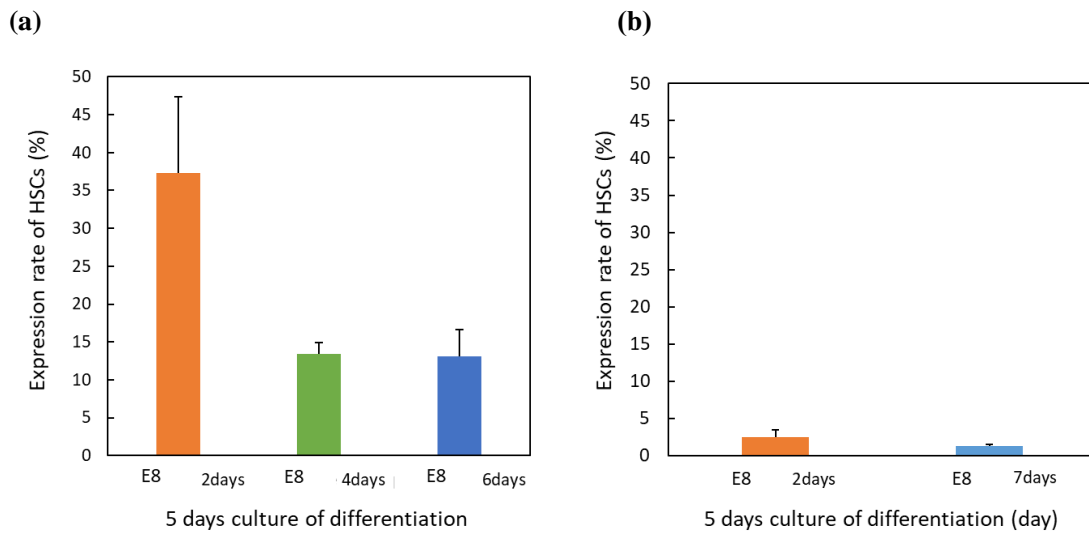 (a)
Expression rate of HSCs (%)
50
45
40
35
30
25
20
15
10
5
0
E8 2days E8 4days E8 6days
5 days culture of differentiation
(b)
Expression rate of HSCs (%)
50
45
40
35
30
25
20
15
10
5
0
E8 2days E8 7days
5 days culture of differentiation (day)